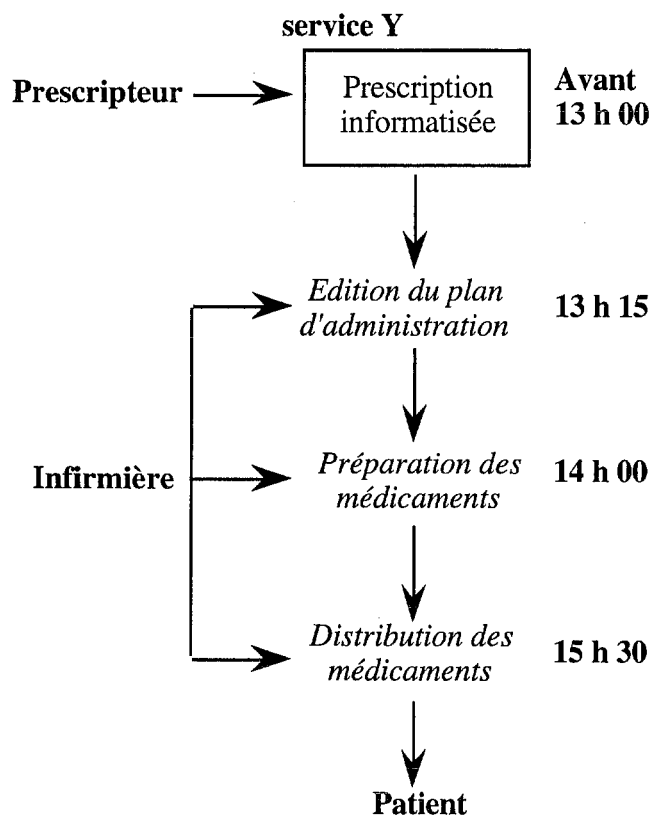 service Y
Prescripteur
Prescription
informatisée
Avant
13 h 00
Edition du plan
d'administration
13 h 15
Infirmière
Préparation des
médicaments
14 h 00
Distribution des
médicaments
15 h 30
Patient